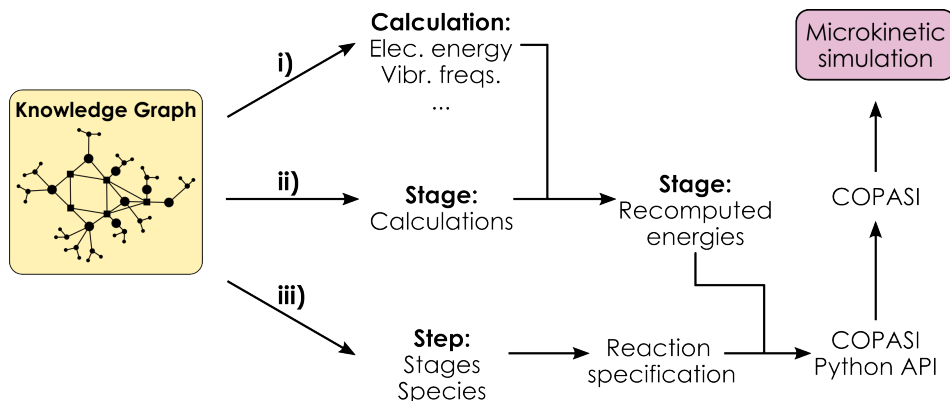 Knowledge Graph
i)
Calculation:
Elec. energy
Vibr. freqs.
...
ii)
Stage:
Calculations
Stage:
Recomputed
energies
iii)
Step:
Stages
Species
Reaction
specification
COPASI
Python API
COPASI
Microkinetic
simulation